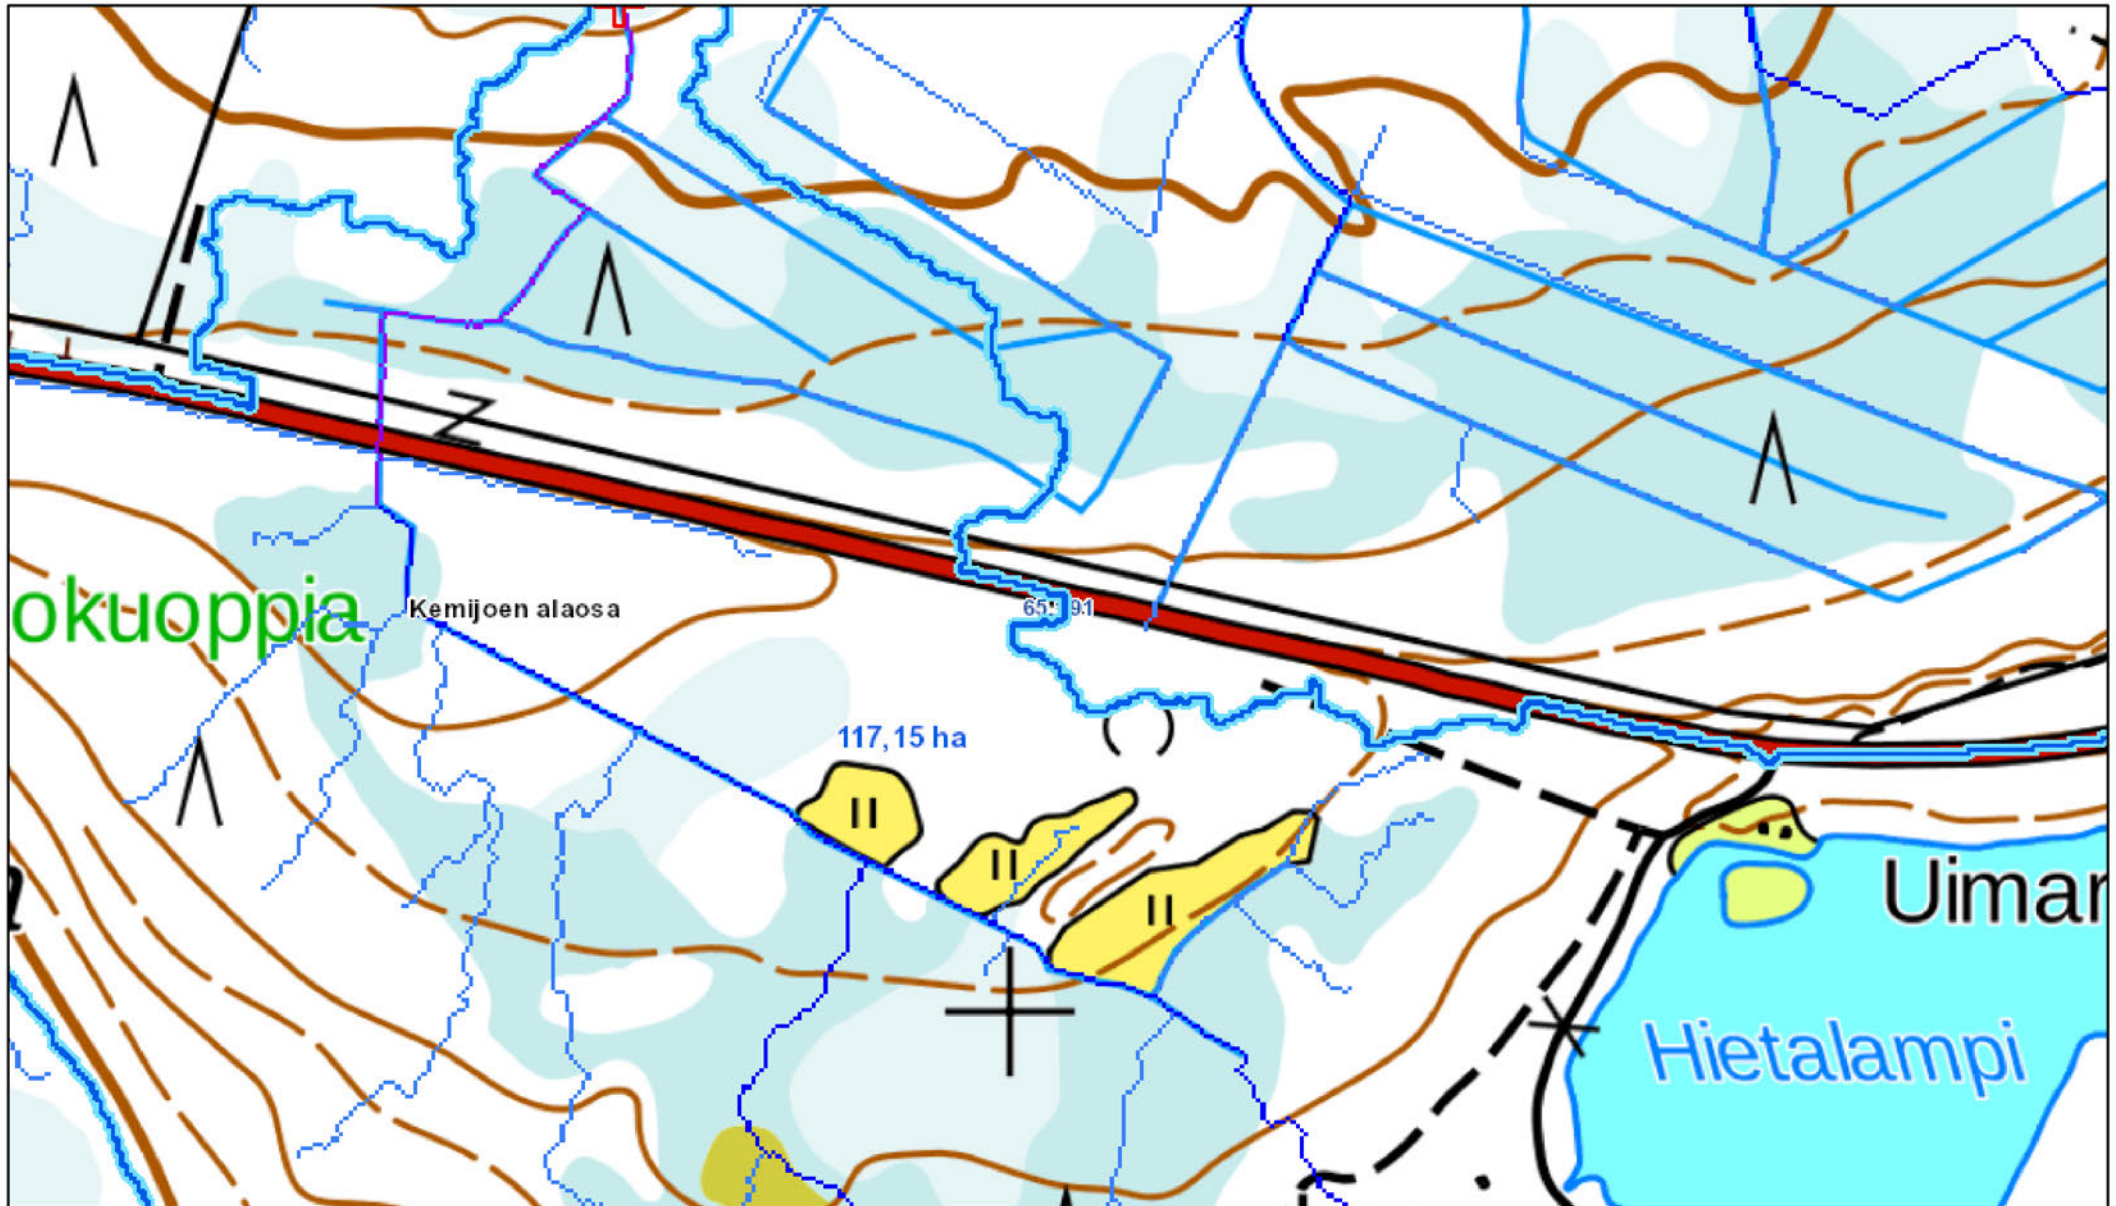 okuoppia
Kemijoen alaosa
117,15 ha
Uimar
Hietalampi